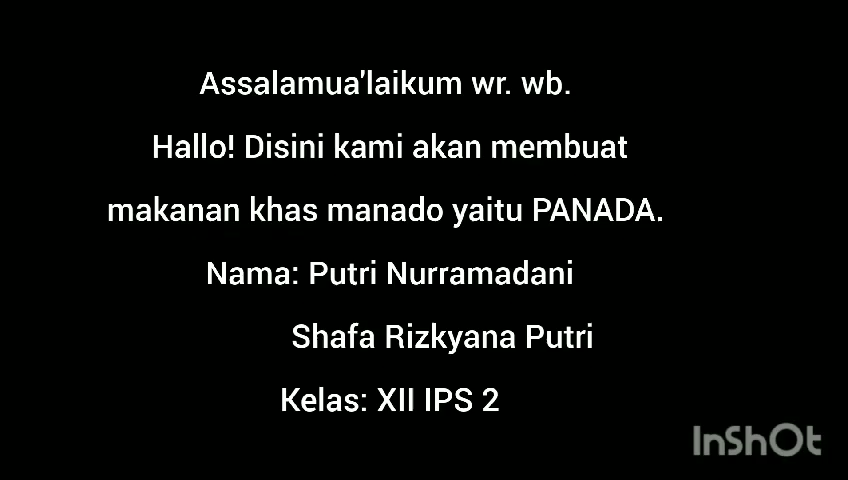 Assalamua'laikum wr. wb.
Hallo! Disini kami akan membuat
makanan khas manado yaitu PANADA.
Nama: Putri Nurramadani
Shafa Rizkyana Putri
Kelas: XII IPS 2
InShOt